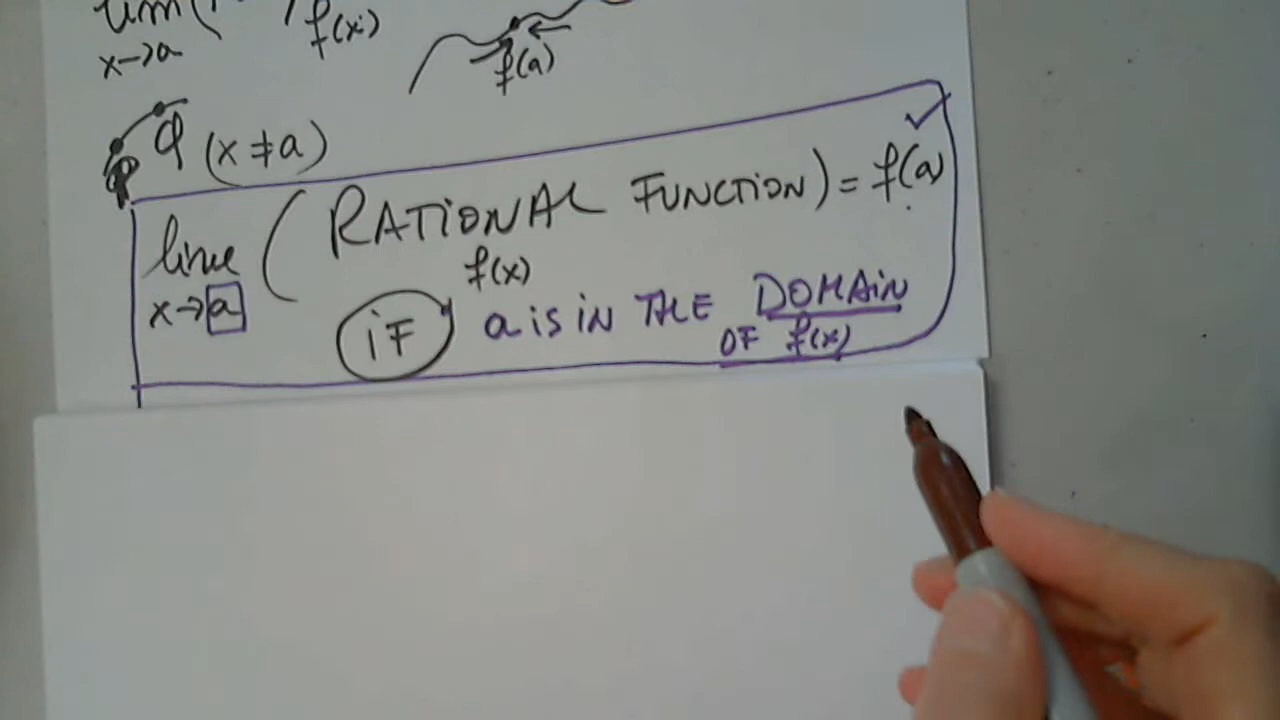 lim (
x→a f(x)
f(a)
(x≠a)
lim ( RATIONAL FUNCTION) = f(a)
x→a f(x)
iF a is iN THE DOMAiN
OF f(x)